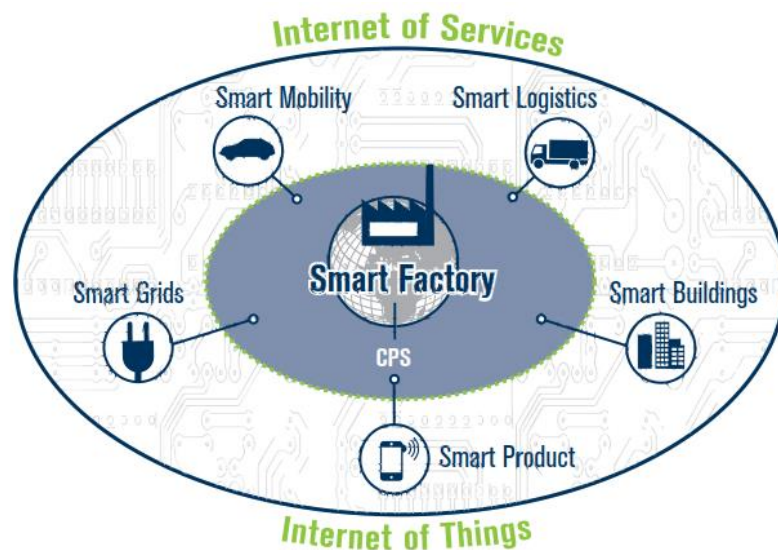 Internet of Services
Smart Mobility
Smart Logistics
Smart Factory
Smart Grids
Smart Buildings
CPS
Smart Product
Internet of Things